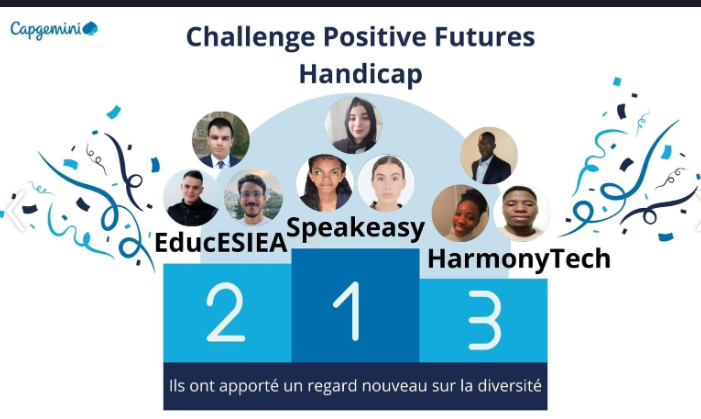 Capgemini
Challenge Positive Futures
Handicap
EducESIEA
Speakeasy
HarmonyTech
2
1
3
Ils ont apporté un regard nouveau sur la diversité